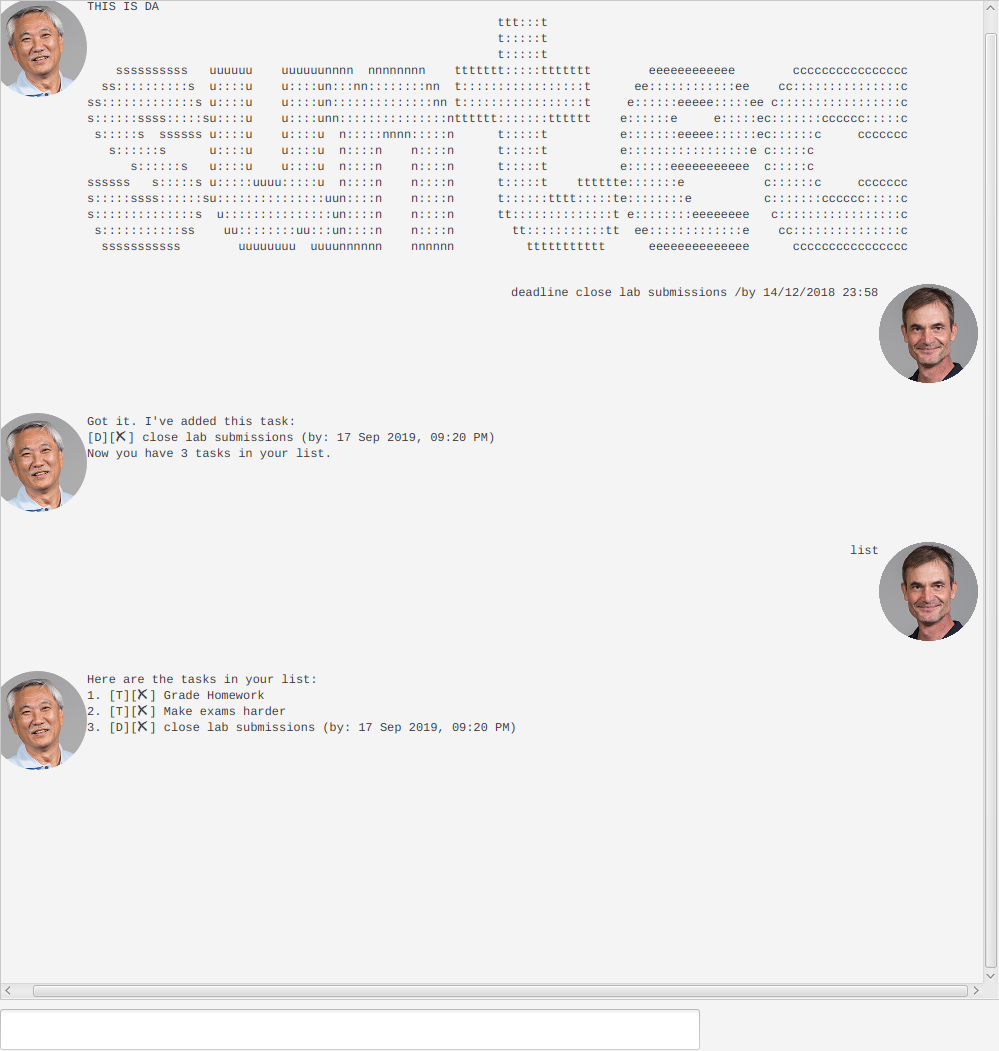 THIS IS DA
                                                         ttt:::t
                                                         t:::::t
                                                         t:::::t
    ssssssssss   uuuuuu    uuuuuunnnn  nnnnnnnn    ttttttt:::::ttttttt        eeeeeeeeeeee        cccccccccccccccc
  ss::::::::::s  u::::u    u::::un:::nn::::::::nn  t:::::::::::::::::t      ee::::::::::::ee    cc:::::::::::::::c
ss:::::::::::::s u::::u    u::::un::::::::::::::nn t:::::::::::::::::t     e::::::eeeee:::::ee c:::::::::::::::::c
s::::::ssss:::::su::::u    u::::unn:::::::::::::::nttttttt:::::::tttttt    e::::::e     e:::::ec:::::::cccccc:::::c
 s:::::s  ssssss u::::u    u::::u  n:::::nnnn:::::n      t:::::t          e:::::::eeeee::::::ec::::::c     ccccccc
   s::::::s      u::::u    u::::u  n::::n    n::::n      t:::::t          e:::::::::::::::::e c:::::c
      s::::::s   u::::u    u::::u  n::::n    n::::n      t:::::t          e::::::eeeeeeeeeee  c:::::c
ssssss   s:::::s u:::::uuuu:::::u  n::::n    n::::n      t:::::t    tttttte:::::::e           c::::::c     ccccccc
s:::::ssss::::::su:::::::::::::::uun::::n    n::::n      t::::::tttt:::::te::::::::e          c:::::::cccccc:::::c
s::::::::::::::s  u:::::::::::::::un::::n    n::::n      tt::::::::::::::t e::::::::eeeeeeee   c:::::::::::::::::c
 s:::::::::::ss    uu::::::::uu:::un::::n    n::::n        tt:::::::::::tt  ee:::::::::::::e    cc:::::::::::::::c
  sssssssssss        uuuuuuuu  uuuunnnnnn    nnnnnn          ttttttttttt      eeeeeeeeeeeeee      cccccccccccccccc
deadline close lab submissions /by 14/12/2018 23:58
Got it. I've added this task:
[D][✗] close lab submissions (by: 17 Sep 2019, 09:20 PM)
Now you have 3 tasks in your list.
list
Here are the tasks in your list:
1. [T][✗] Grade Homework
2. [T][✗] Make exams harder
3. [D][✗] close lab submissions (by: 17 Sep 2019, 09:20 PM)